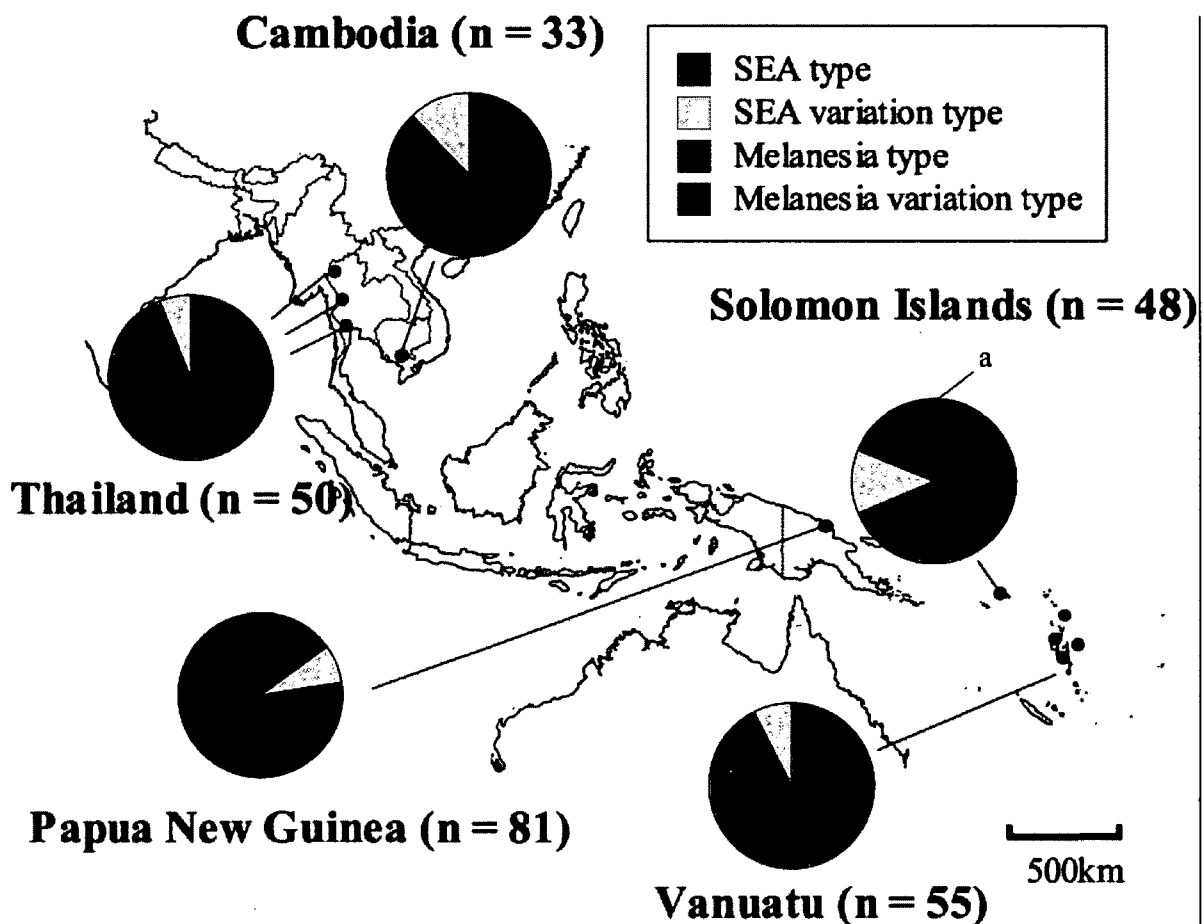 Cambodia (n = 33)
SEA type
SEA variation type
Melanesia type
Melanesia variation type
Solomon Islands (n = 48)
a
Thailand (n = 50)
Papua New Guinea (n = 81)
500km
Vanuatu (n = 55)